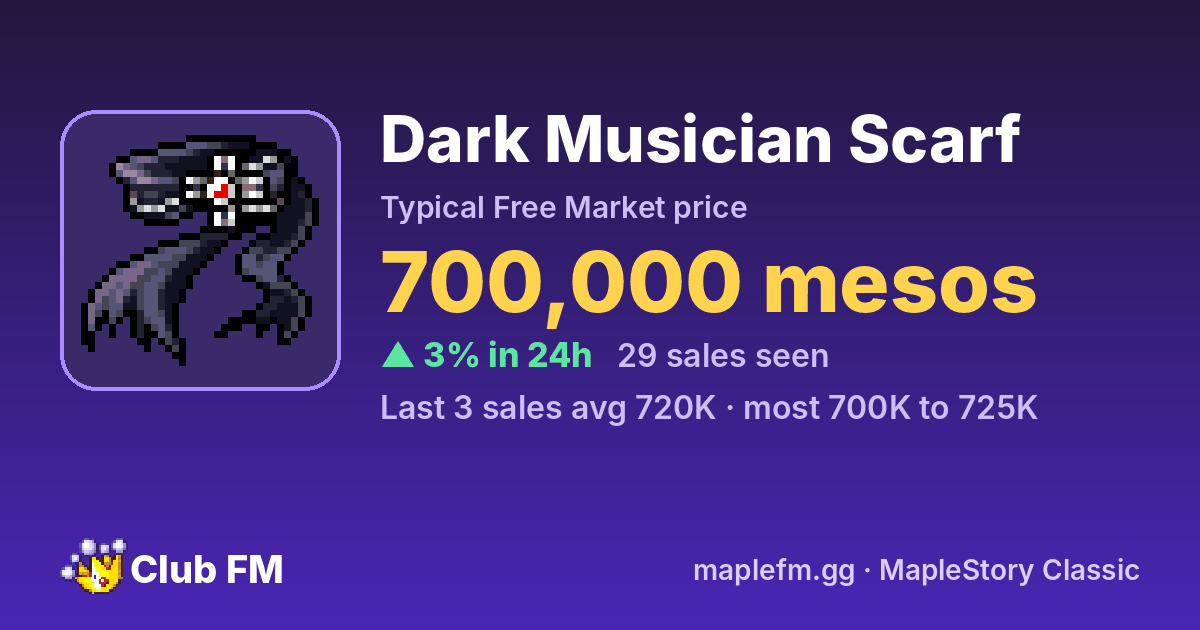 Dark Musician Scarf
Typical Free Market price
700,000 mesos
▲ 3% in 24h 29 sales seen
Last 3 sales avg 720K · most 700K to 725K
Club FM
maplefm.gg · MapleStory Classic